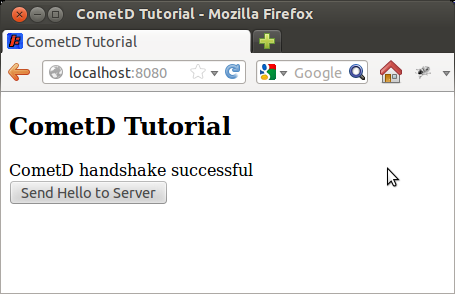 CometD Tutorial - Mozilla Firefox
CometD Tutorial
localhost:8080
Google
CometD Tutorial
CometD handshake successful
Send Hello to Server